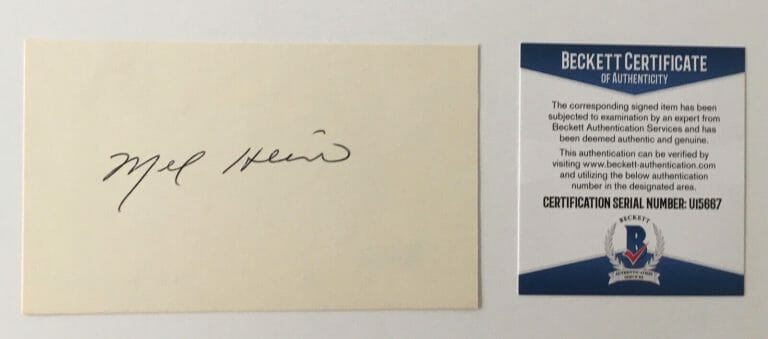 Mel Hein
BECKETT CERTIFICATE
OF AUTHENTICITY
The corresponding signed item has been
subjected to examination by an expert from
Beckett Authentication Services and has
been deemed authentic and genuine.
This authentication can be verified by
visiting www.beckett-authentication.com
and utilizing the below authentication
number in the designated area.
CERTIFICATION SERIAL NUMBER: U15667
BECKETT
B
AUTHENTICATION
SERVICES